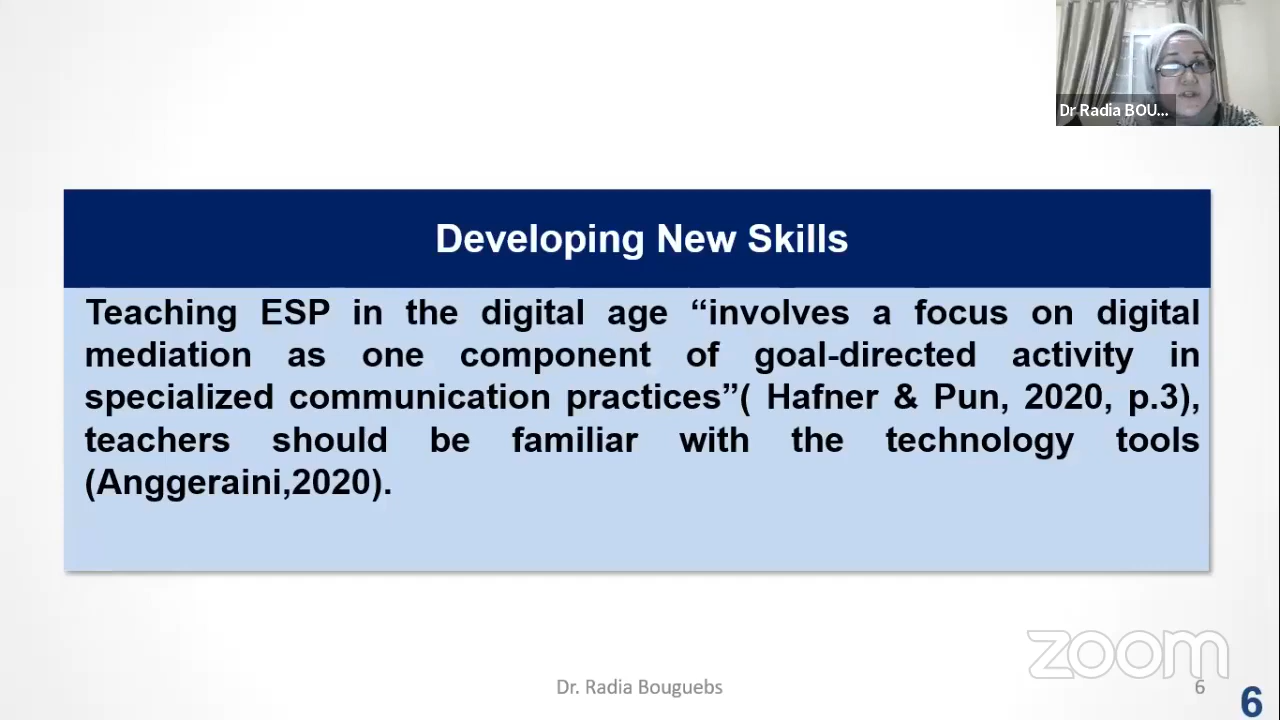 Dr Radia BOU...
Developing New Skills
Teaching ESP in the digital age “involves a focus on digital
mediation as one component of goal-directed activity in
specialized communication practices”( Hafner & Pun, 2020, p.3),
teachers should be familiar with the technology tools
(Anggeraini,2020).
zoom
Dr. Radia Bouguebs
6
6